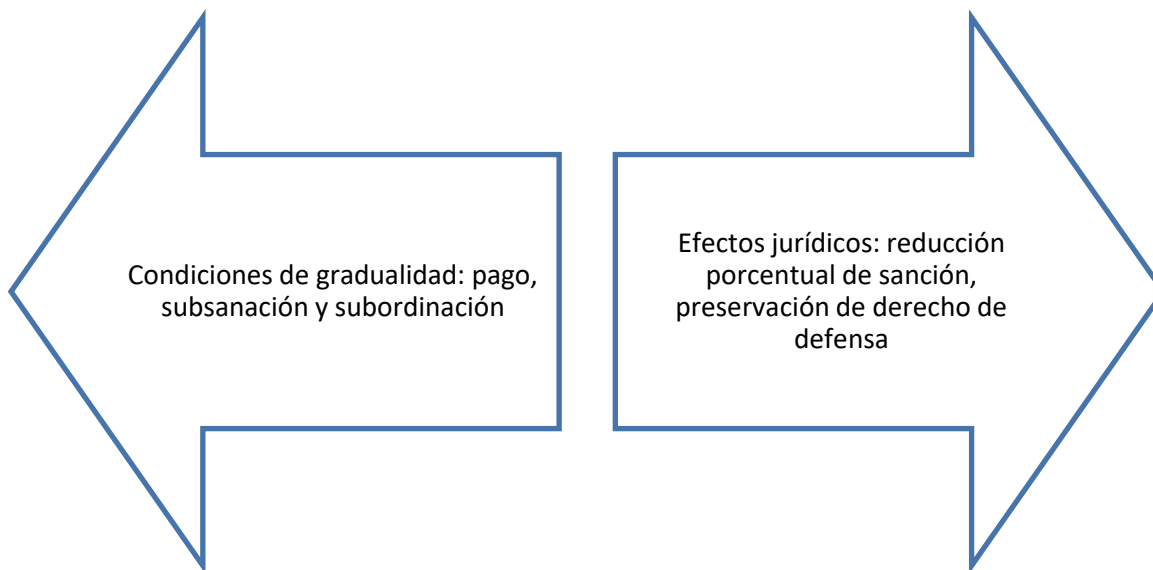 Condiciones de gradualidad: pago,
subsanación y subordinación
Efectos jurídicos: reducción
porcentual de sanción,
preservación de derecho de
defensa